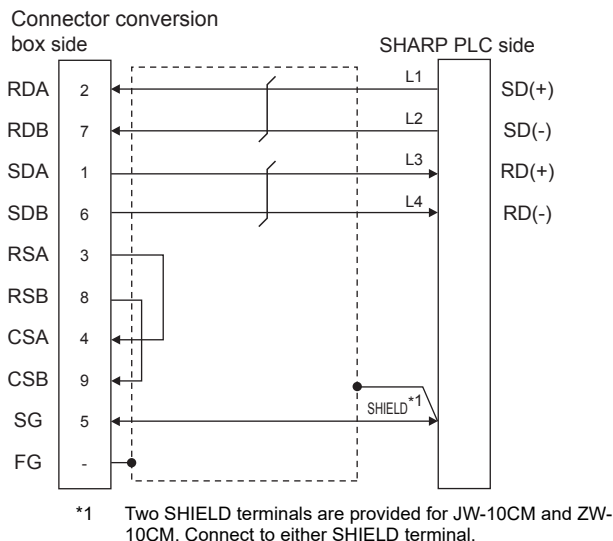 Connector conversion
box side
SHARP PLC side
RDA 2 L1 SD(+)
RDB 7 L2 SD(-)
SDA 1 L3 RD(+)
SDB 6 L4 RD(-)
RSA 3
RSB 8
CSA 4
CSB 9
SHIELD*1
SG 5
FG -
*1 Two SHIELD terminals are provided for JW-10CM and ZW-
10CM. Connect to either SHIELD terminal.